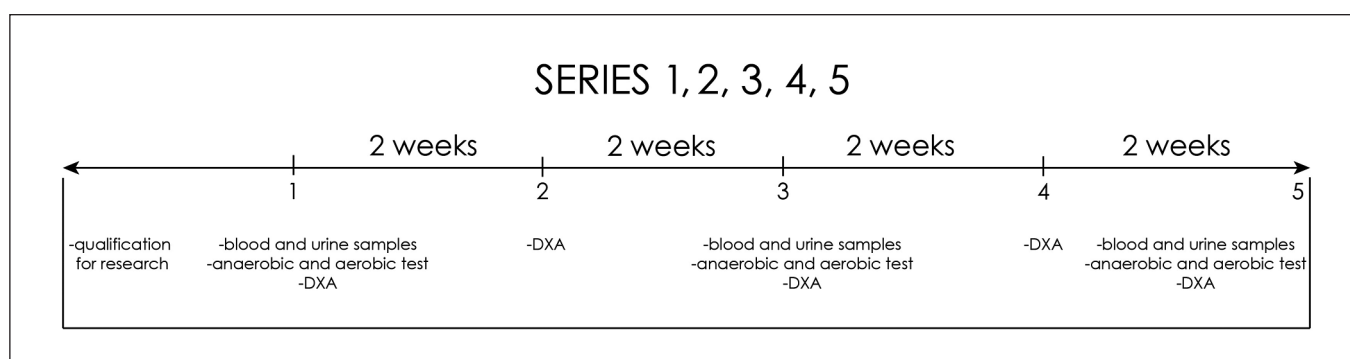 SERIES 1, 2, 3, 4, 5
2 weeks
2 weeks
2 weeks
2 weeks
1
2
3
4
5
-qualification
for research
-blood and urine samples
-anaerobic and aerobic test
-DXA
-DXA
-blood and urine samples
-anaerobic and aerobic test
-DXA
-DXA
-blood and urine samples
-anaerobic and aerobic test
-DXA